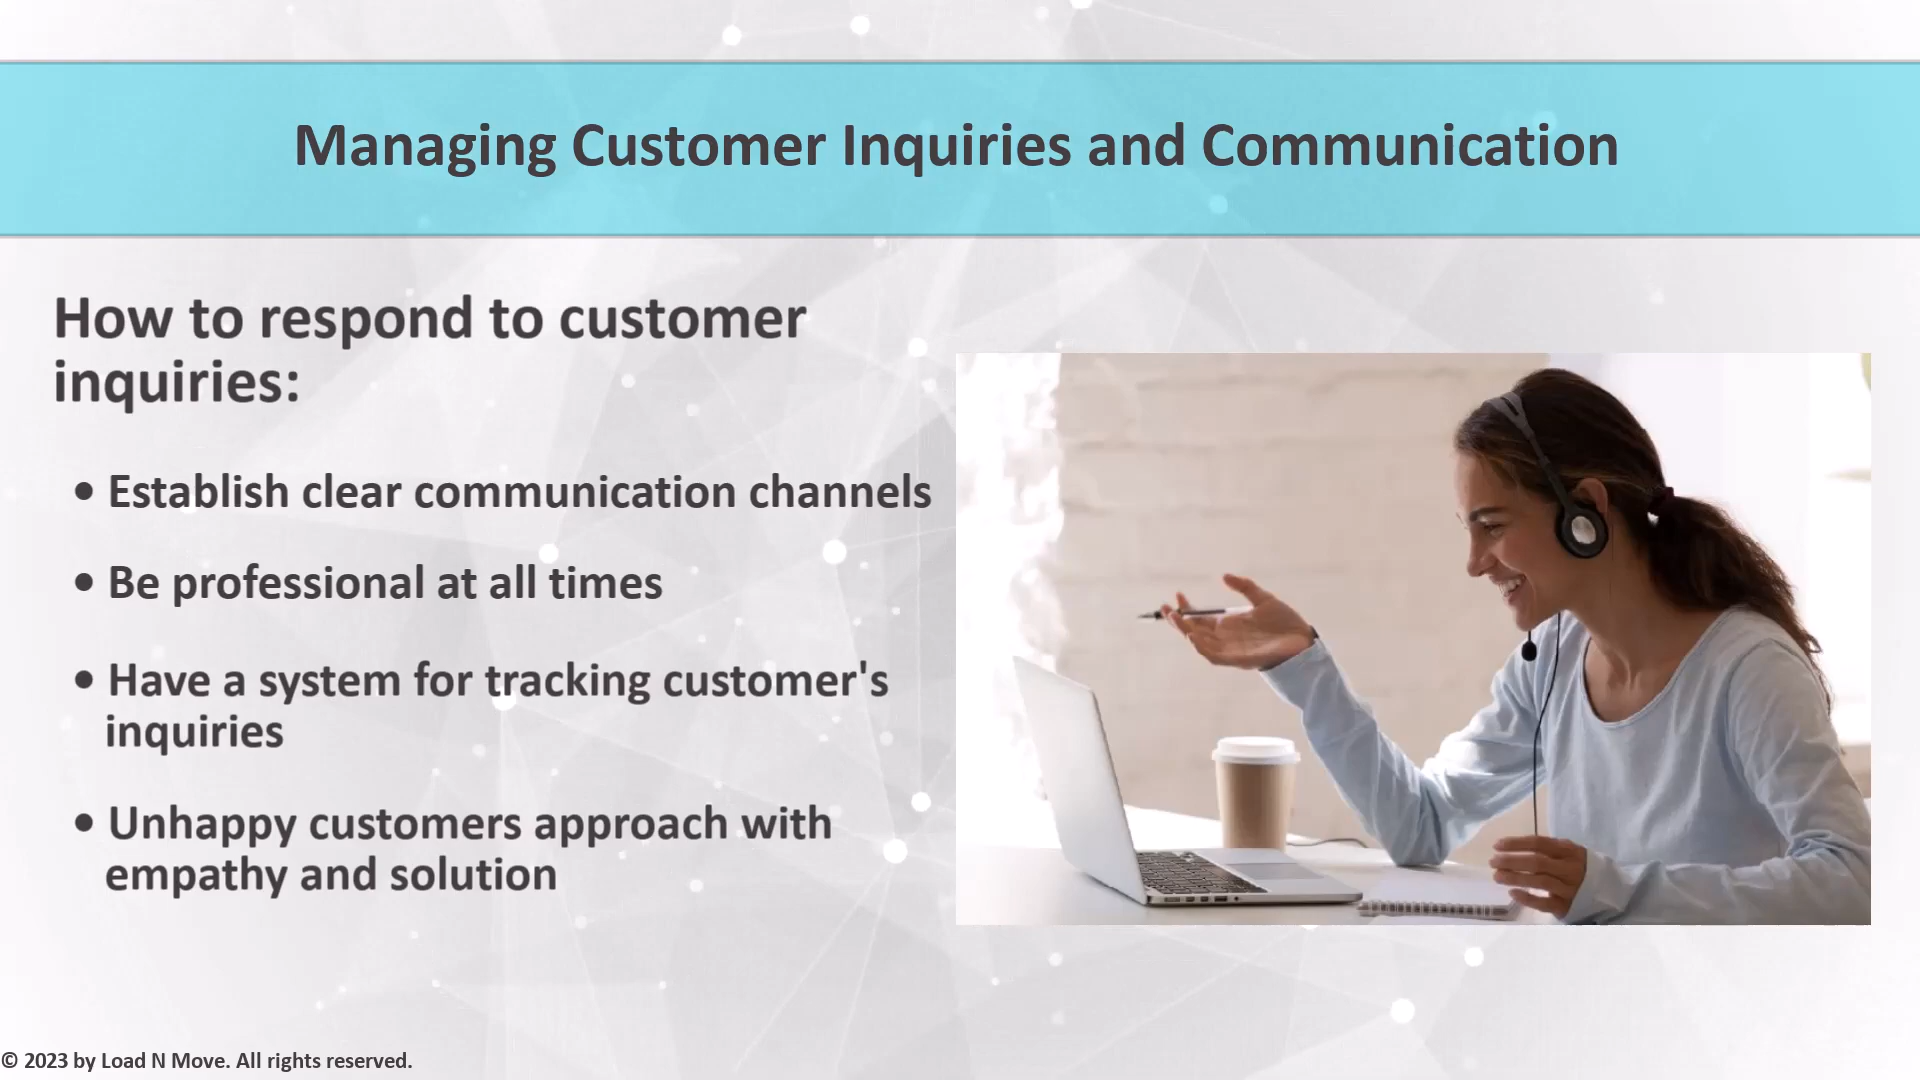 Managing Customer Inquiries and Communication
How to respond to customer
inquiries:
• Establish clear communication channels
• Be professional at all times
• Have a system for tracking customer's
inquiries
• Unhappy customers approach with
empathy and solution
© 2023 by Load N Move. All rights reserved.